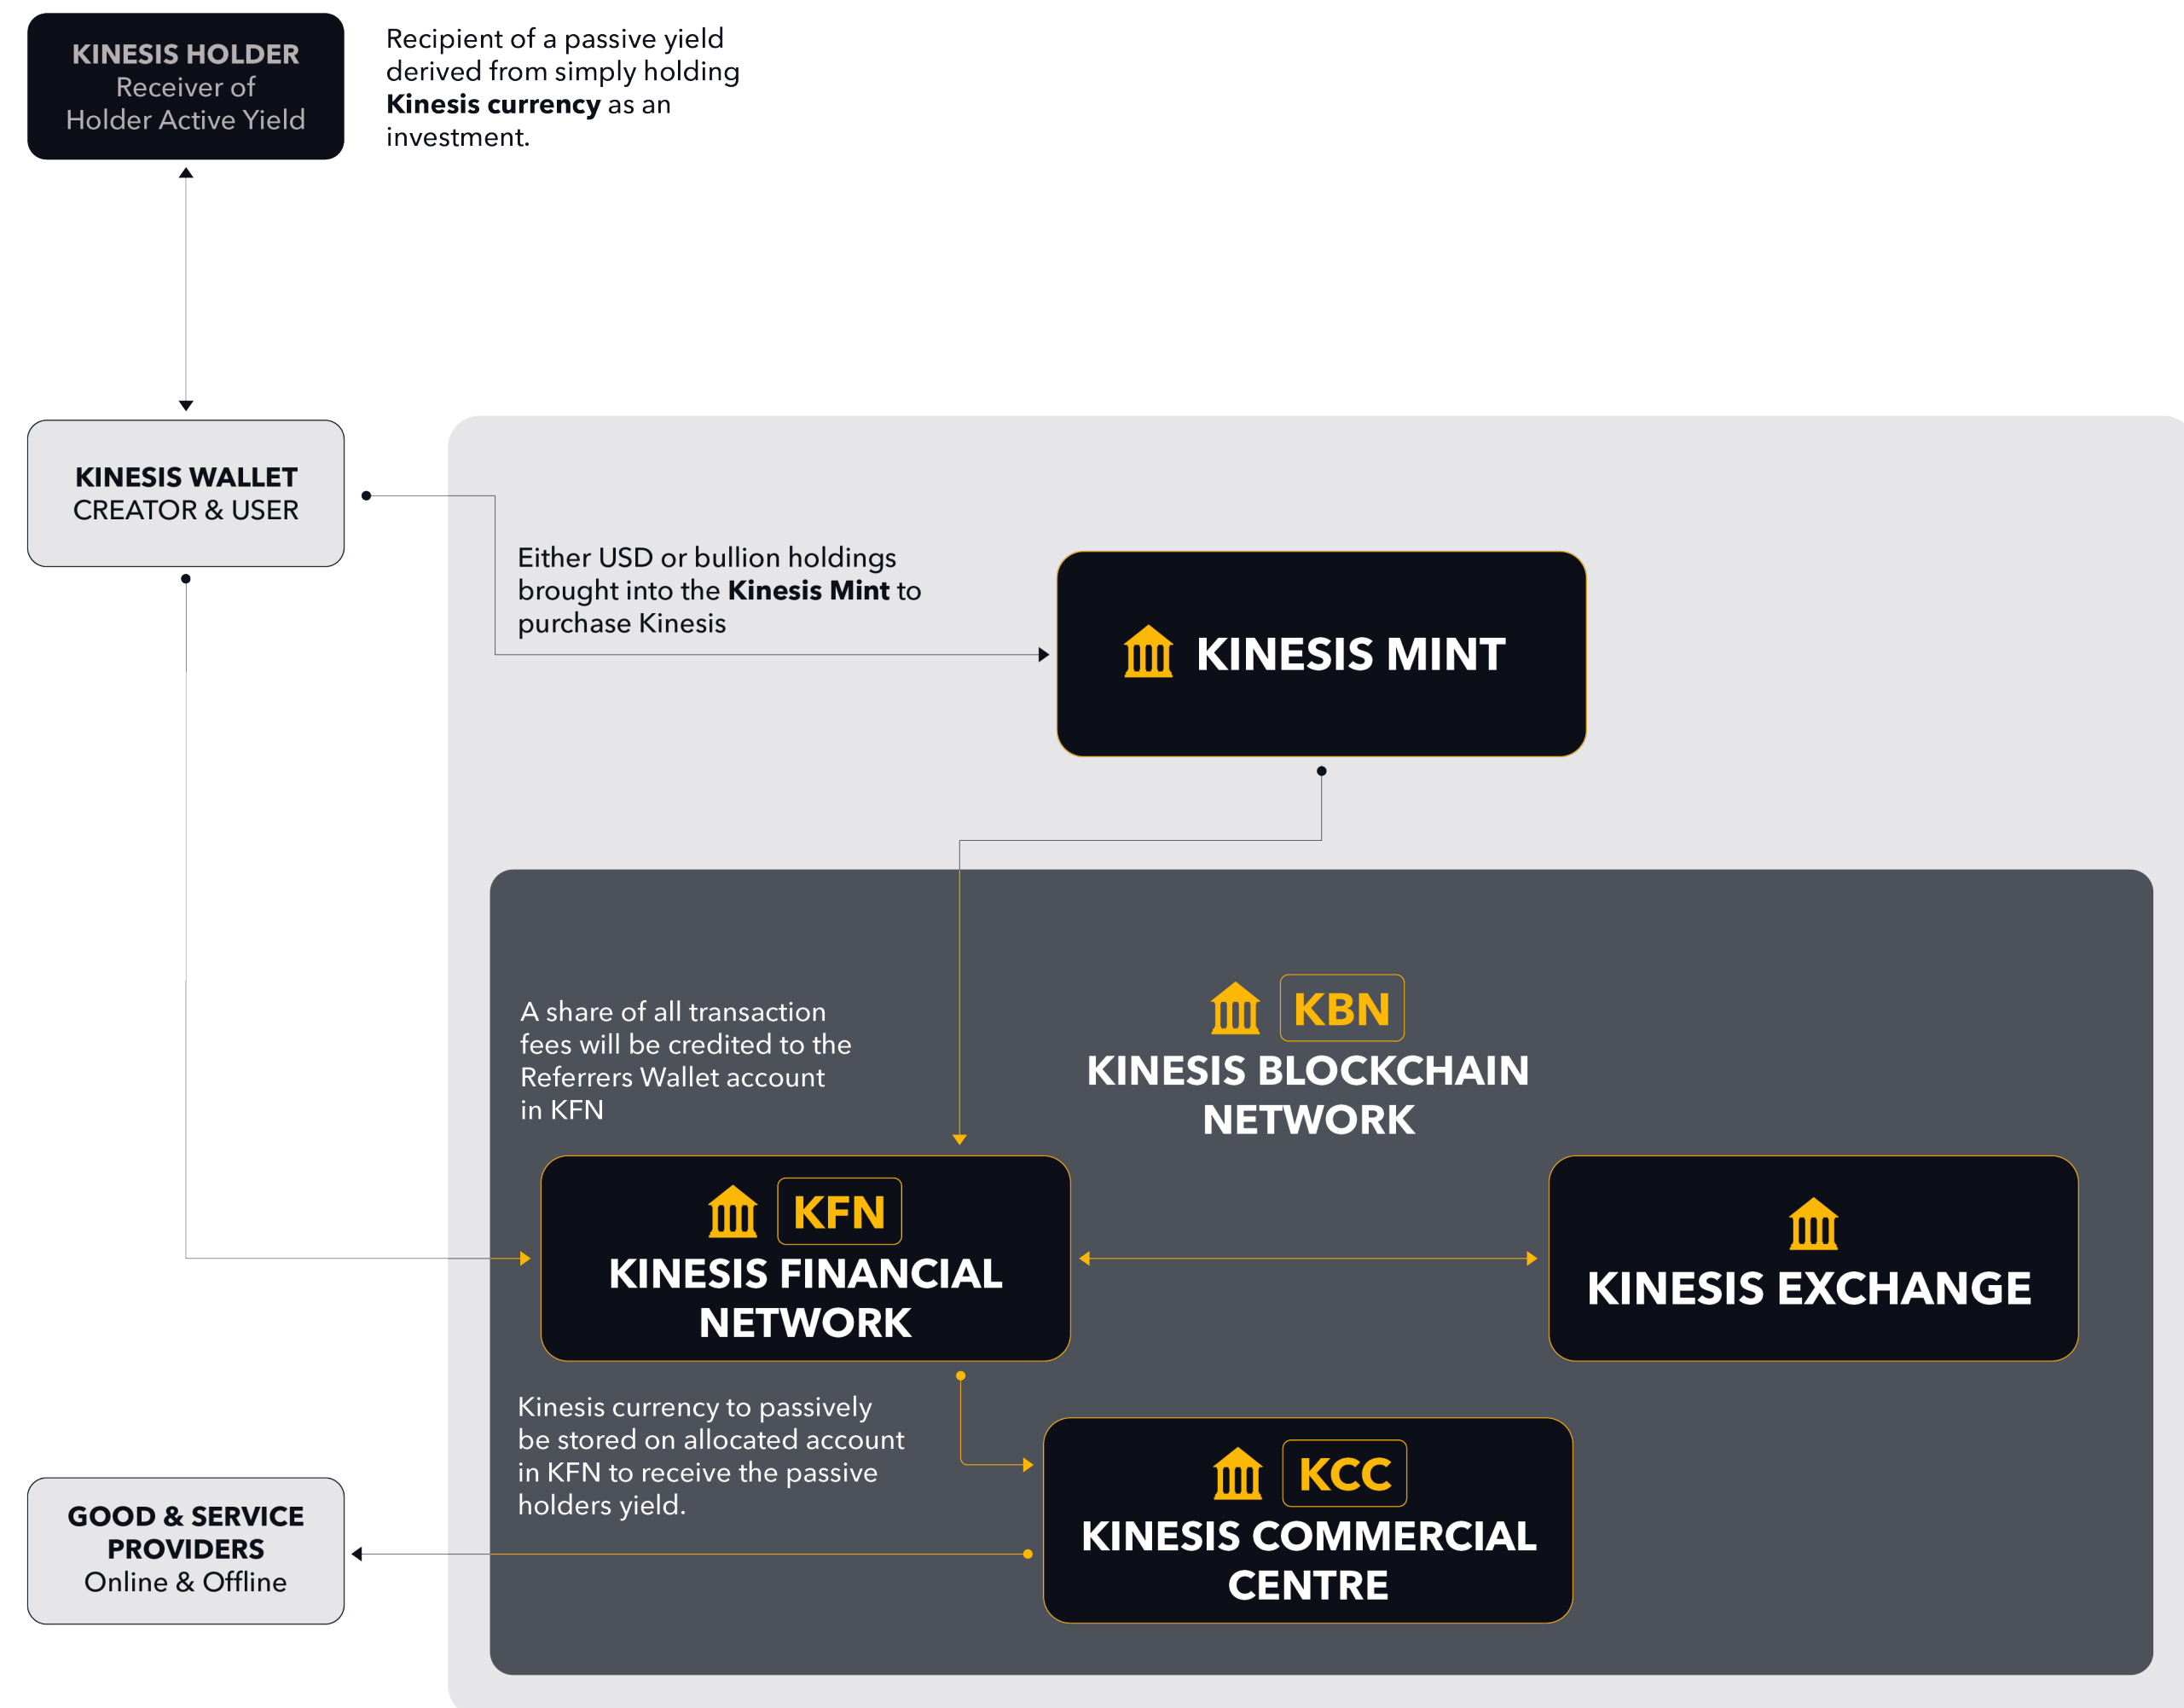 KINESIS HOLDER
Receiver of
Holder Active Yield
Recipient of a passive yield
derived from simply holding
Kinesis currency as an
investment.
KINESIS WALLET
CREATOR & USER
Either USD or bullion holdings
brought into the Kinesis Mint to
purchase Kinesis
KINESIS MINT
A share of all transaction
fees will be credited to the
Referrers Wallet account
in KFN
KBN
KINESIS BLOCKCHAIN
NETWORK
KFN
KINESIS FINANCIAL
NETWORK
KINESIS EXCHANGE
Kinesis currency to passively
be stored on allocated account
in KFN to receive the passive
holders yield.
KCC
KINESIS COMMERCIAL
CENTRE
GOOD & SERVICE
PROVIDERS
Online & Offline